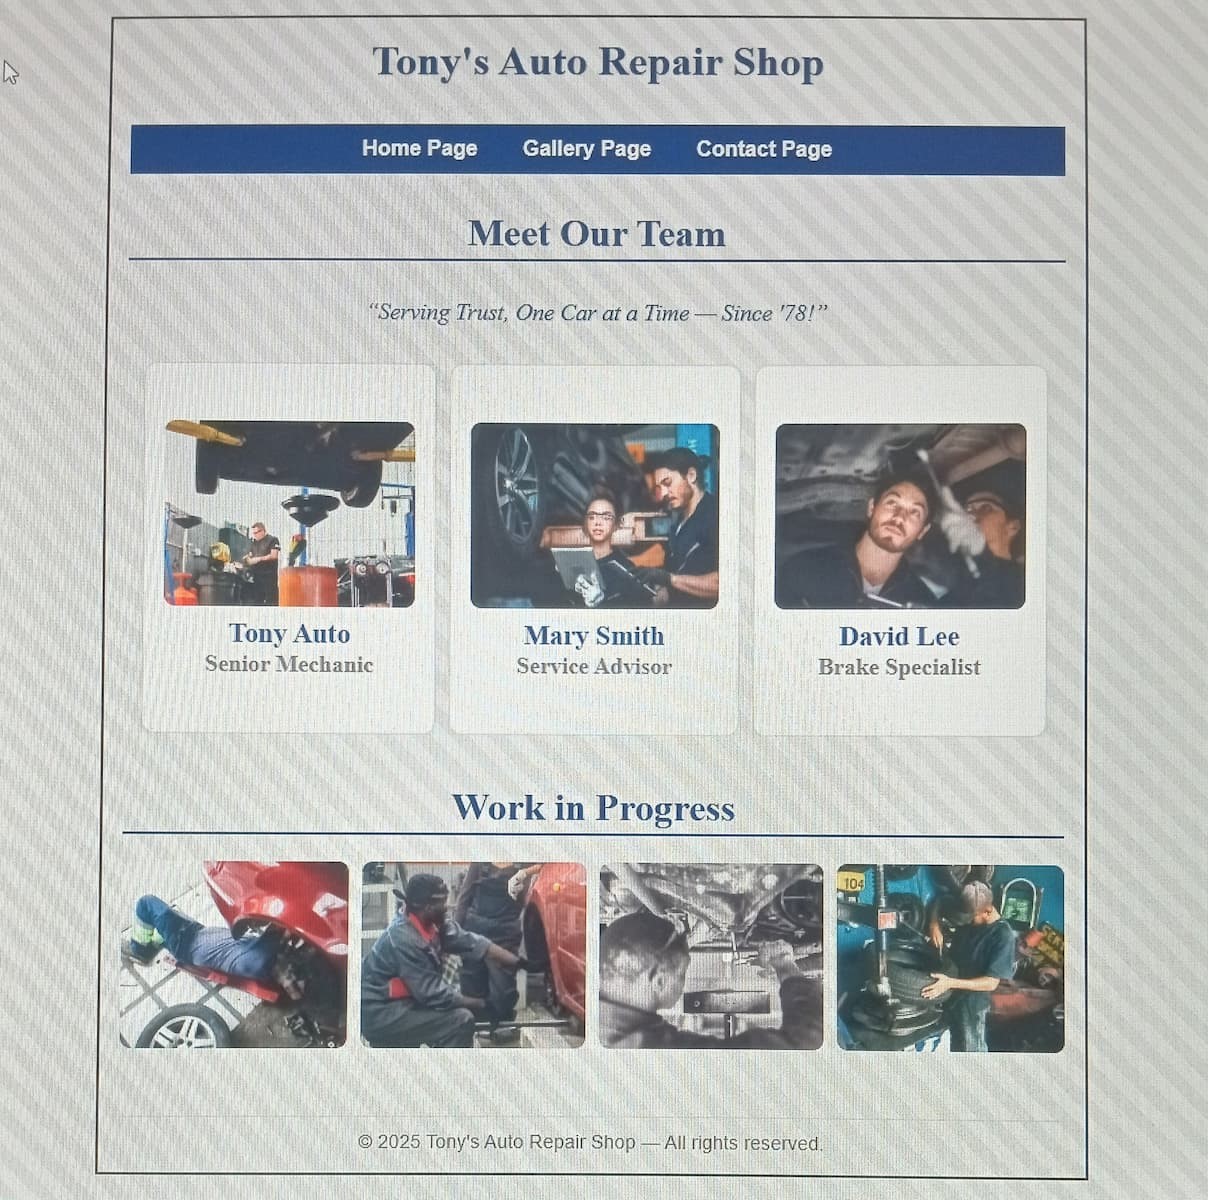 Tony's Auto Repair Shop
Home Page Gallery Page Contact Page
Meet Our Team
“Serving Trust, One Car at a Time — Since '78!”
Tony Auto
Senior Mechanic
Mary Smith
Service Advisor
David Lee
Brake Specialist
Work in Progress
104
© 2025 Tony's Auto Repair Shop — All rights reserved.